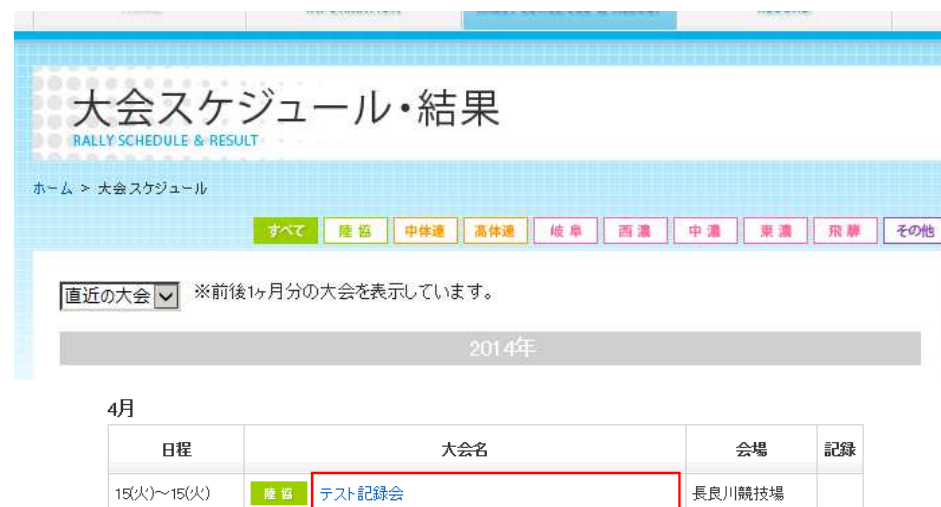 大会スケジュール・結果
RALLY SCHEDULE & RESULT
ホーム > 大会スケジュール
すべて 陸協 中体連 高体連 岐阜 西濃 中濃 東濃 飛騨 その他
直近の大会 ※前後1ヶ月分の大会を表示しています。
2014年
4月
日程 大会名 会場 記録
15(火)~15(火) 陸協 テスト記録会 長良川競技場